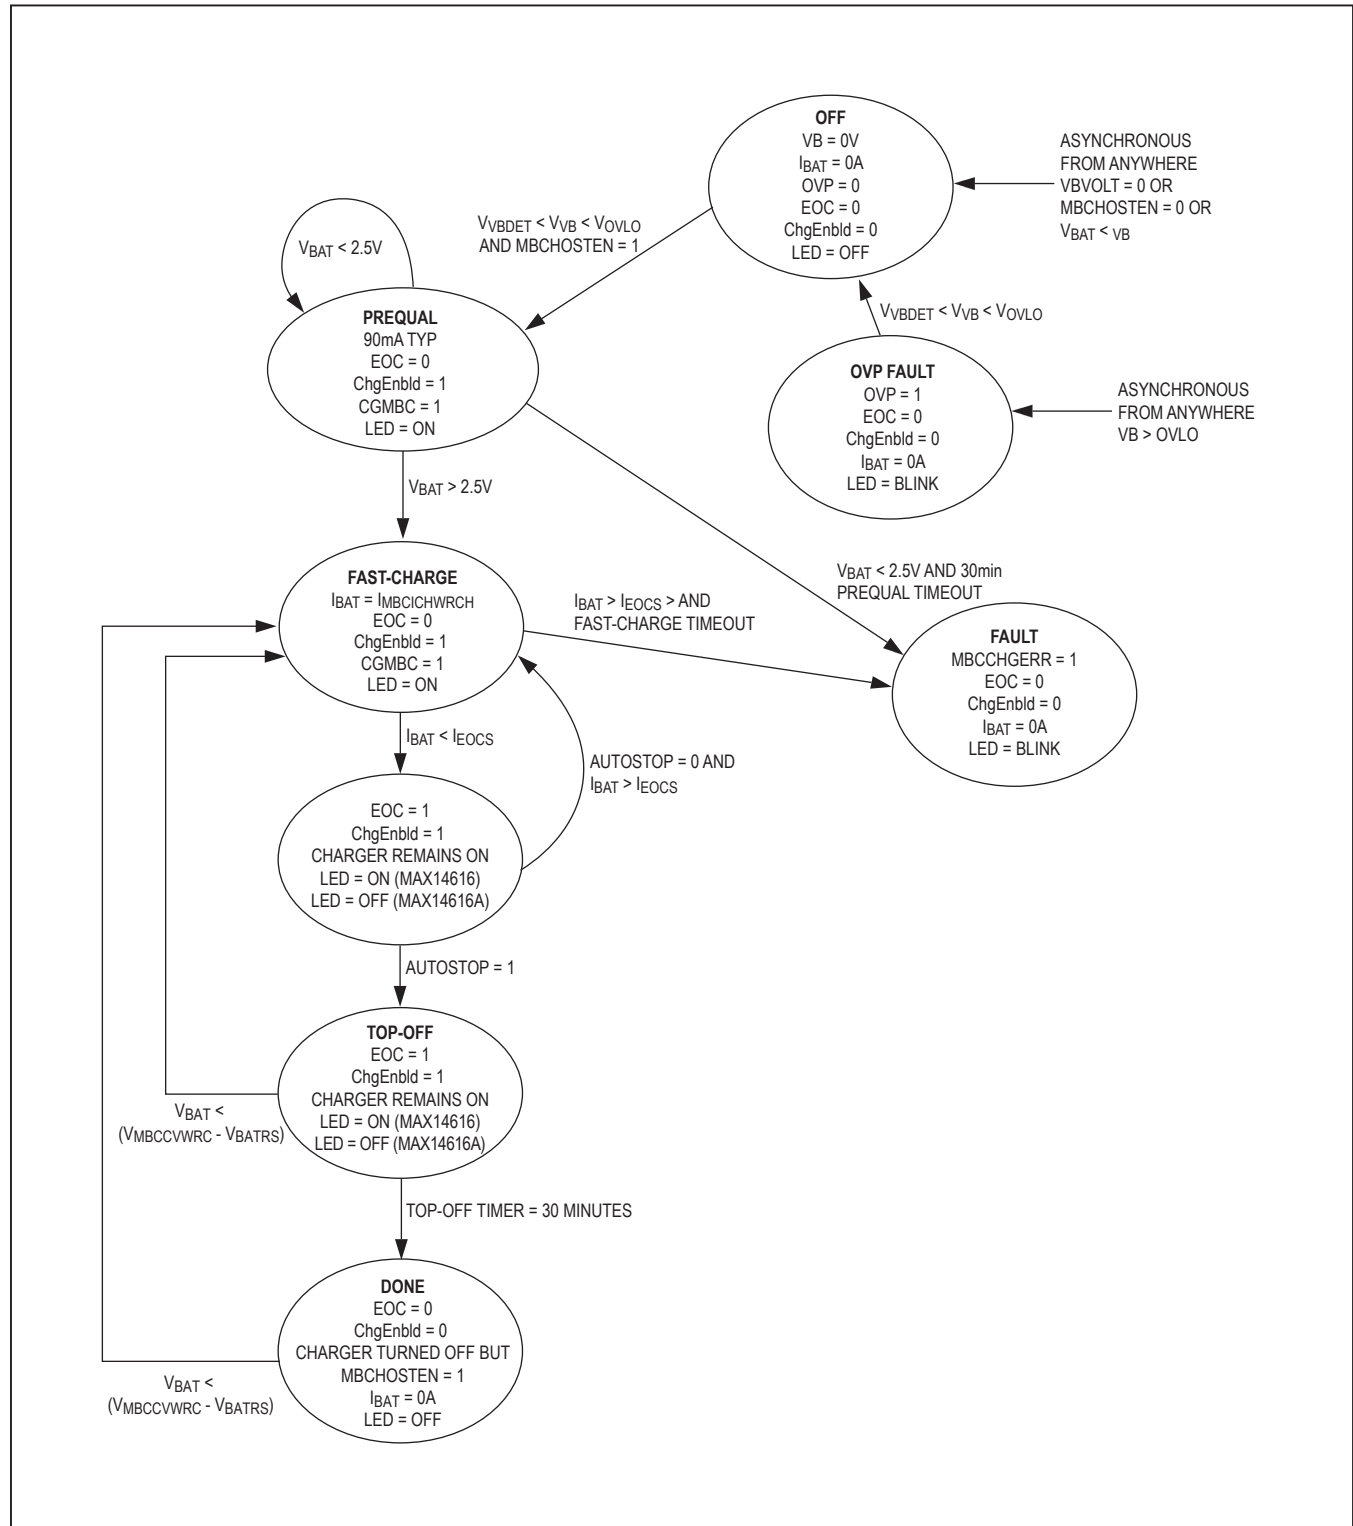 OFF
VB = 0V
IBAT = 0A
OVP = 0
EOC = 0
ChgEnbld = 0
LED = OFF
ASYNCHRONOUS
FROM ANYWHERE
VBVOLT = 0 OR
MBCHOSTEN = 0 OR
VBAT < VB
VVBDET < VVB < VOVLO
AND MBCHOSTEN = 1
VBAT < 2.5V
PREQUAL
90mA TYP
EOC = 0
ChgEnbld = 1
CGMBC = 1
LED = ON
VVBDET < VVB < VOVLO
OVP FAULT
OVP = 1
EOC = 0
ChgEnbld = 0
IBAT = 0A
LED = BLINK
ASYNCHRONOUS
FROM ANYWHERE
VB > OVLO
VBAT > 2.5V
VBAT < 2.5V AND 30min
PREQUAL TIMEOUT
FAST-CHARGE
IBAT = IMBCICHWRCH
EOC = 0
ChgEnbld = 1
CGMBC = 1
LED = ON
IBAT > IEOCS > AND
FAST-CHARGE TIMEOUT
FAULT
MBCCHGERR = 1
EOC = 0
ChgEnbld = 0
IBAT = 0A
LED = BLINK
IBAT < IEOCS
AUTOSTOP = 0 AND
IBAT > IEOCS
EOC = 1
ChgEnbld = 1
CHARGER REMAINS ON
LED = ON (MAX14616)
LED = OFF (MAX14616A)
AUTOSTOP = 1
TOP-OFF
EOC = 1
ChgEnbld = 1
CHARGER REMAINS ON
LED = ON (MAX14616)
LED = OFF (MAX14616A)
VBAT <
(VMBCCVWRC - VBATRS)
TOP-OFF TIMER = 30 MINUTES
DONE
EOC = 0
ChgEnbld = 0
CHARGER TURNED OFF BUT
MBCHOSTEN = 1
IBAT = 0A
LED = OFF
VBAT <
(VMBCCVWRC - VBATRS)